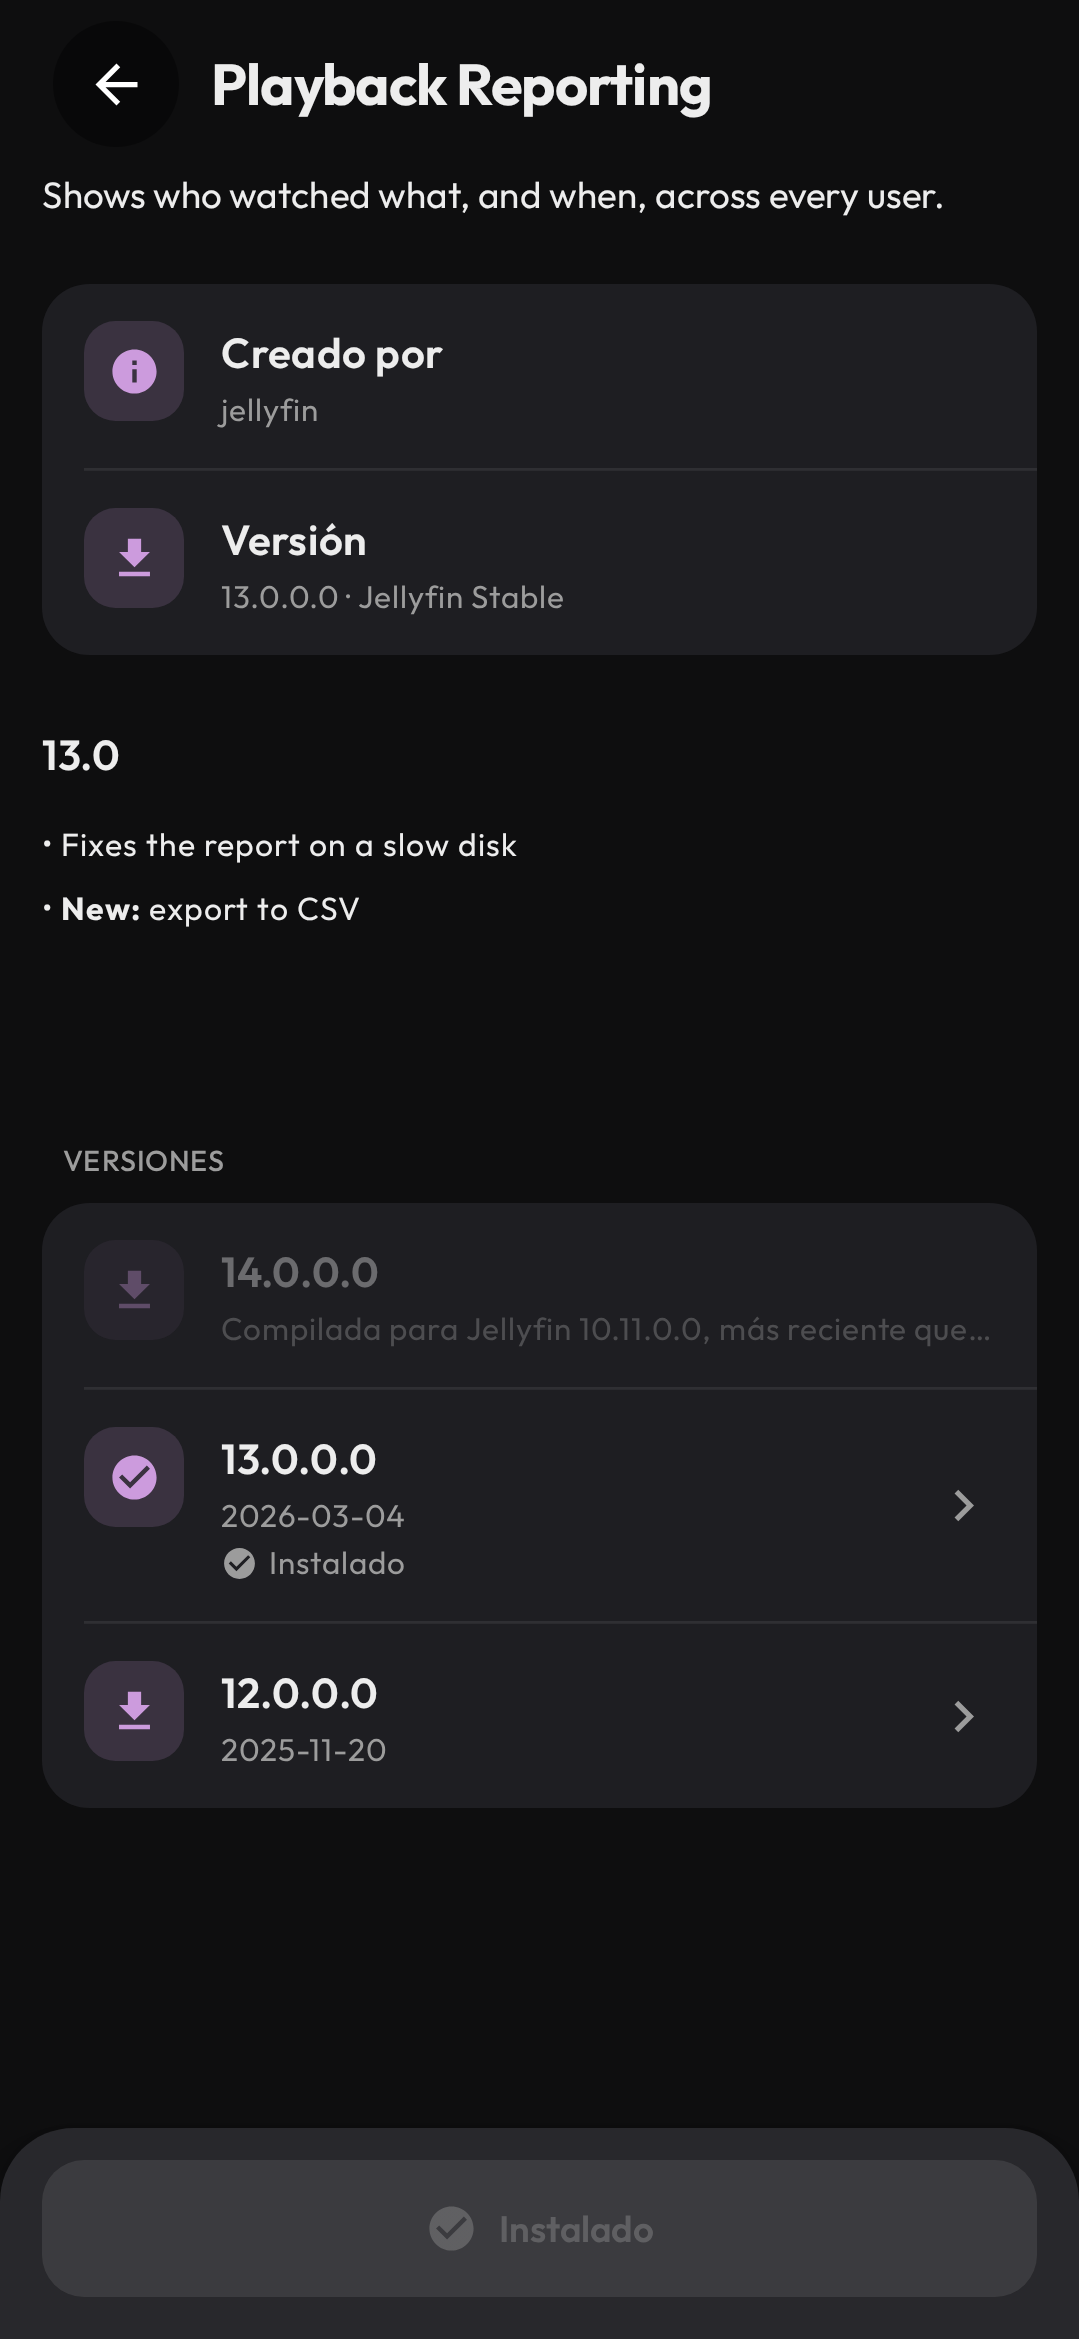 Playback Reporting
Shows who watched what, and when, across every user.
Creado por
jellyfin
Versión
13.0.0.0 · Jellyfin Stable
13.0
• Fixes the report on a slow disk
• New: export to CSV
VERSIONES
14.0.0.0
Compilada para Jellyfin 10.11.0.0, más reciente que…
13.0.0.0
2026-03-04
Instalado
12.0.0.0
2025-11-20
Instalado